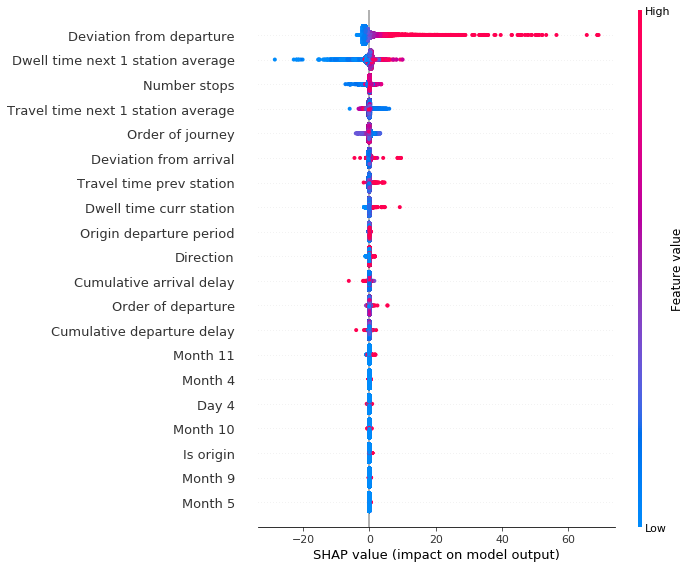 High
Deviation from departure
Dwell time next 1 station average
Number stops
Travel time next 1 station average
Order of journey
Deviation from arrival
Travel time prev station
Dwell time curr station
Origin departure period
Direction
Cumulative arrival delay
Order of departure
Cumulative departure delay
Month 11
Month 4
Day 4
Month 10
Is origin
Month 9
Month 5
Feature value
Low
−20 0 20 40 60
SHAP value (impact on model output)